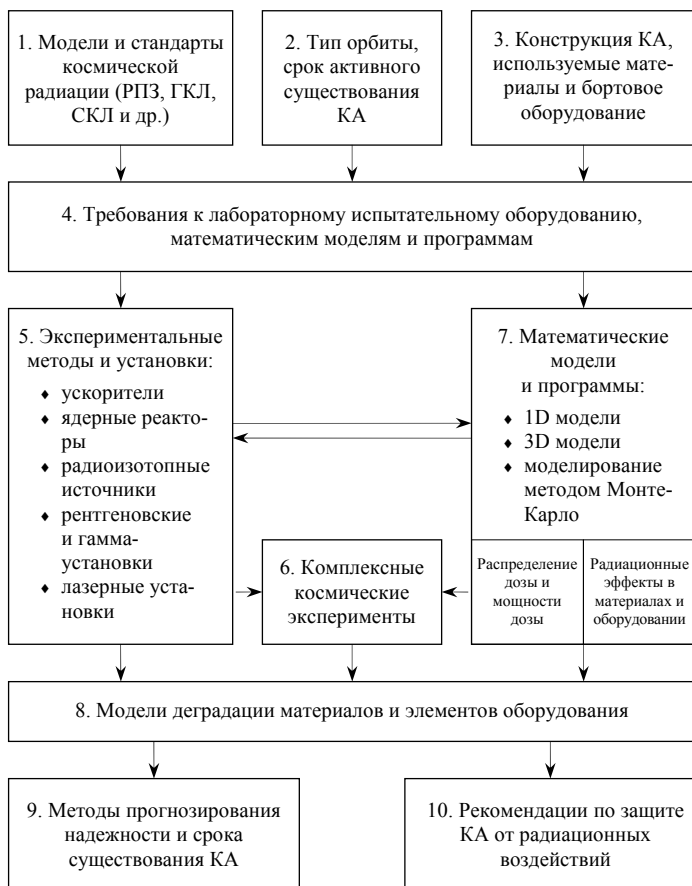 1. Модели и стандарты
космической
радиации (РПЗ, ГКЛ,
СКЛ и др.)
2. Тип орбиты,
срок активного
существования
КА
3. Конструкция КА,
используемые мате-
риалы и бортовое
оборудование
4. Требования к лабораторному испытательному оборудованию,
математическим моделям и программам
5. Экспериментальные
методы и установки:
♦ ускорители
♦ ядерные реакто-
ры
♦ радиоизотопные
источники
♦ рентгеновские
и гамма-
установки
♦ лазерные уста-
новки
7. Математические
модели
и программы:
♦ 1D модели
♦ 3D модели
♦ моделирование
методом Монте-
Карло
6. Комплексные
космические
эксперименты
Распределение
дозы и
мощности
дозы
Радиационные
эффекты в
материалах и
оборудовании
8. Модели деградации материалов и элементов оборудования
9. Методы прогнозирования
надежности и срока
существования КА
10. Рекомендации по защите
КА от радиационных
воздействий